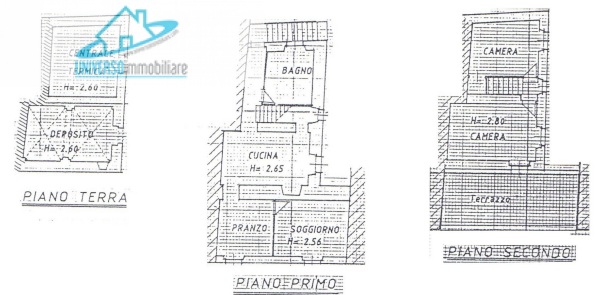 CENTRALE
TERMICA
H= 2.60
UNIVERSOimmobiliare
DEPOSITO
H= 2.60
PIANO TERRA
BAGNO
CUCINA
H= 2.65
PRANZO
SOGGIORNO
H= 2.56
PIANO PRIMO
CAMERA
H= 2.80
CAMERA
Terrazzo
PIANO SECONDO